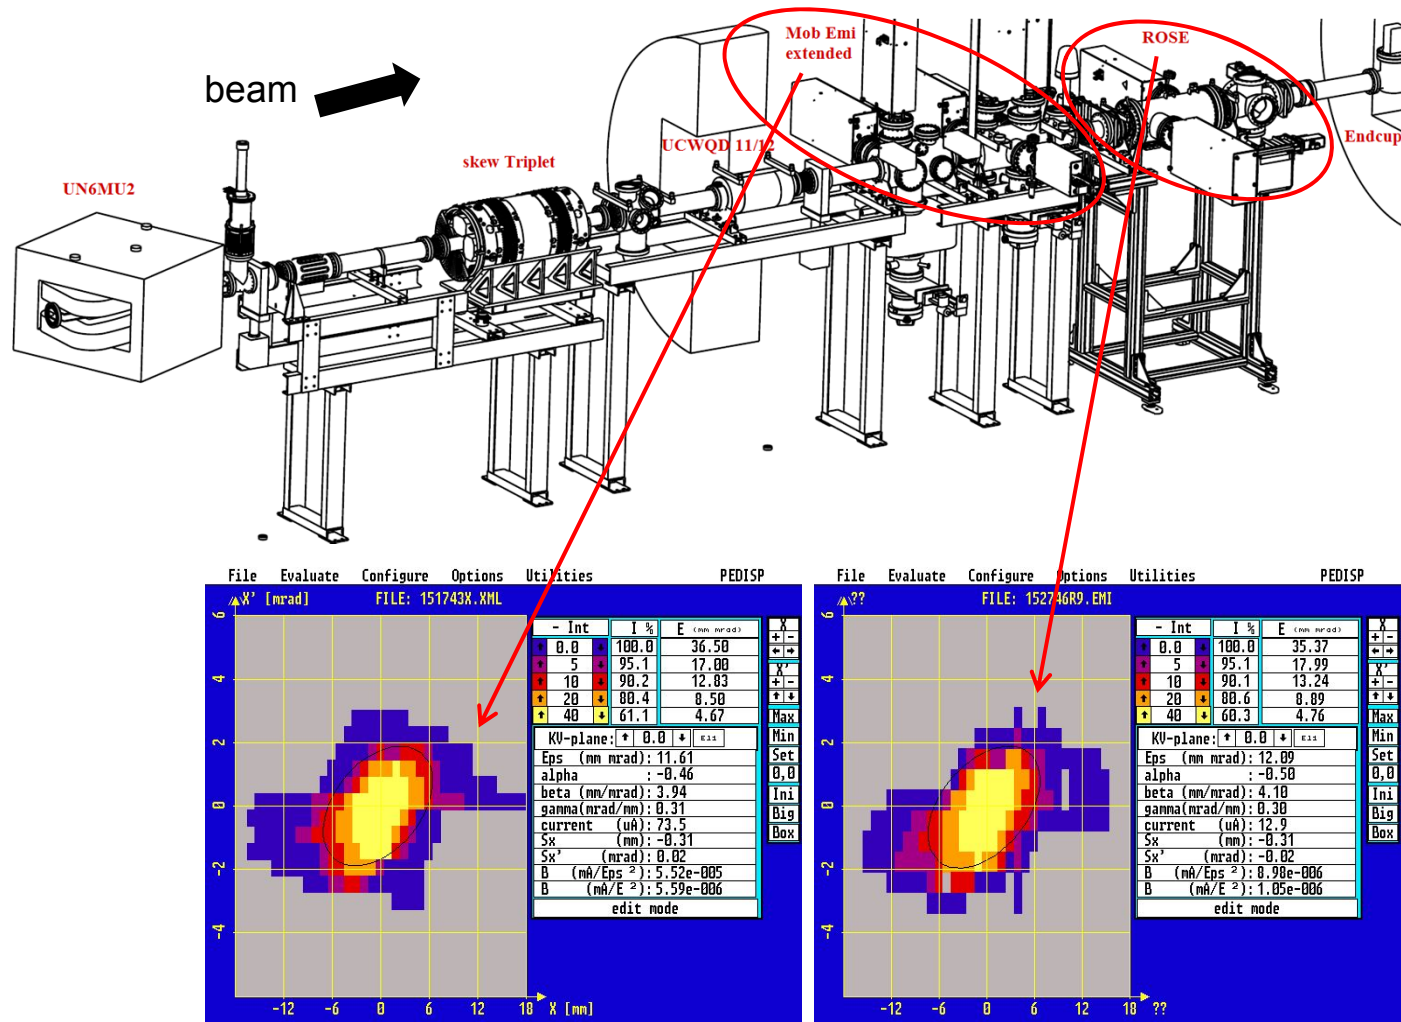 Mob Emi
extended
ROSE
beam
Endcup
skew Triplet
UCWQD 11/12
UN6MU2
File Evaluate Configure Options Utilities PEDISP
X' [mrad] FILE: 151743X.XML
6
4
2
0
-2
-4
-12 -6 0 6 12 18 X [mm]
- Int I % E (mm mrad)
0.0 100.0 36.50
5 95.1 17.00
10 90.2 12.83
20 80.4 8.50
40 61.1 4.67
KV-plane: 0.0 Eli
Eps (mm mrad): 11.61
alpha : -0.46
beta (mm/mrad): 3.94
gamma(mrad/mm): 0.31
current (uA): 73.5
Sx (mm): -0.31
Sx' (mrad): 0.02
B (mA/Eps ²): 5.52e-005
B (mA/E ²): 5.59e-006
edit mode
X
+ -
X'
+ -
Max
Min
Set
0,0
Ini
Big
Box
File Evaluate Configure Options Utilities PEDISP
?? FILE: 152746R9.EMI
6
4
2
0
-2
-4
-12 -6 0 6 12 18 ??
- Int I % E (mm mrad)
0.0 100.0 35.37
5 95.1 17.99
10 90.1 13.24
20 80.6 8.89
40 60.3 4.76
KV-plane: 0.0 Eli
Eps (mm mrad): 12.09
alpha : -0.50
beta (mm/mrad): 4.10
gamma(mrad/mm): 0.30
current (uA): 12.9
Sx (mm): -0.31
Sx' (mrad): -0.02
B (mA/Eps ²): 8.98e-006
B (mA/E ²): 1.05e-006
edit mode
X
+ -
X'
+ -
Max
Min
Set
0,0
Ini
Big
Box